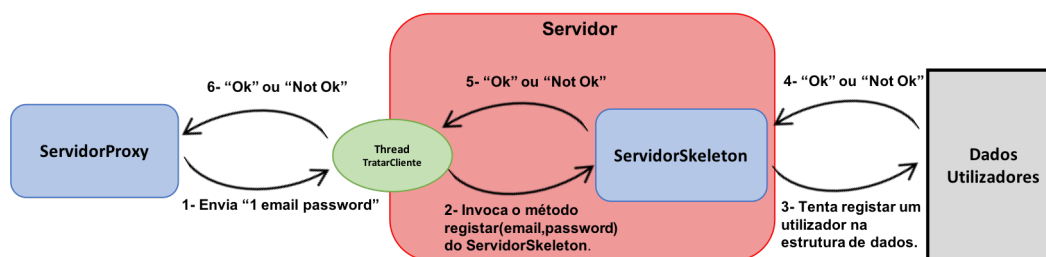 Servidor
6- “Ok” ou “Not Ok”
5- “Ok” ou “Not Ok”
4- “Ok” ou “Not Ok”
ServidorProxy
Thread
TratarCliente
ServidorSkeleton
Dados
Utilizadores
1- Envia “1 email password”
2- Invoca o método
registar(email,password)
do ServidorSkeleton.
3- Tenta registar um
utilizador na
estrutura de dados.